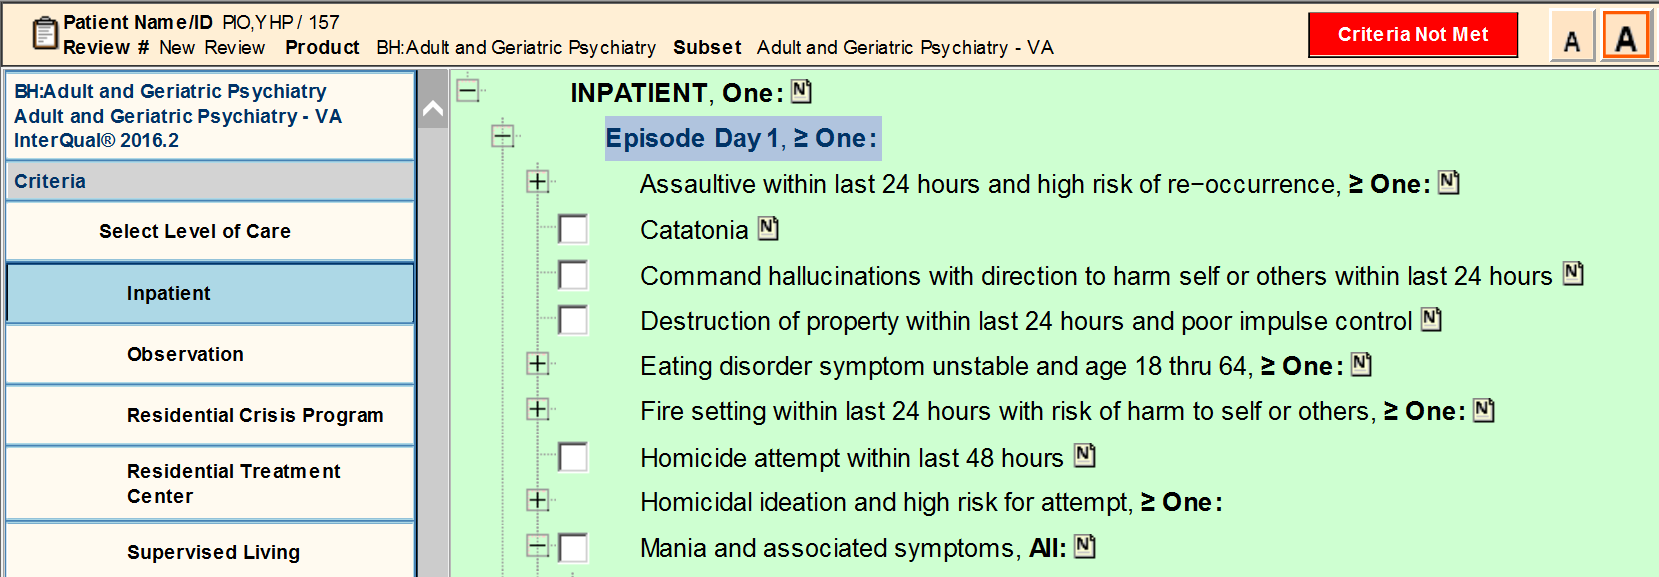 Patient Name/ID PIO,YHP / 157
Review # New Review Product BH:Adult and Geriatric Psychiatry Subset Adult and Geriatric Psychiatry - VA
Criteria Not Met
A A
BH:Adult and Geriatric Psychiatry
Adult and Geriatric Psychiatry - VA
InterQual® 2016.2
Criteria
Select Level of Care
Inpatient
Observation
Residential Crisis Program
Residential Treatment
Center
Supervised Living
INPATIENT, One: N
Episode Day 1, ≥ One:
Assaultive within last 24 hours and high risk of re-occurrence, ≥ One: N
Catatonia N
Command hallucinations with direction to harm self or others within last 24 hours N
Destruction of property within last 24 hours and poor impulse control N
Eating disorder symptom unstable and age 18 thru 64, ≥ One: N
Fire setting within last 24 hours with risk of harm to self or others, ≥ One: N
Homicide attempt within last 48 hours N
Homicidal ideation and high risk for attempt, ≥ One:
Mania and associated symptoms, All: N